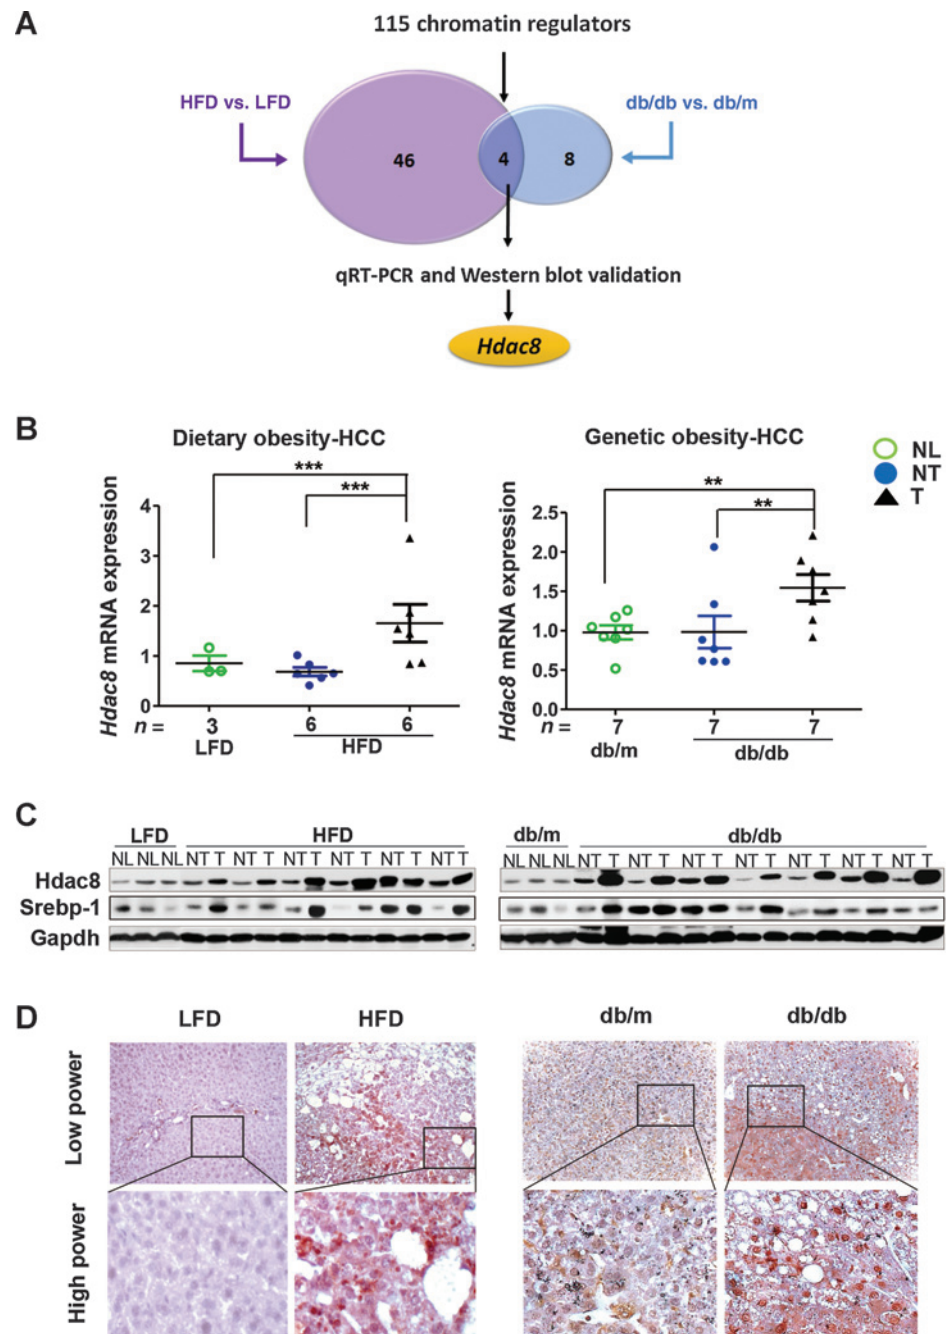 A
115 chromatin regulators
HFD vs. LFD
db/db vs. db/m
46
4
8
qRT-PCR and Western blot validation
Hdac8
B
Dietary obesity-HCC
Genetic obesity-HCC
NL
NT
T
Hdac8 mRNA expression
4
3
2
1
0
***
***
n = 3 6 6
LFD HFD
Hdac8 mRNA expression
2.5
2.0
1.5
1.0
0.5
0.0
**
**
n = 7 7 7
db/m db/db
C
LFD HFD
NL NL NL NT T NT T NT T NT T NT T NT T
db/m db/db
NL NL NL NT T NT T NT T NT T NT T NT T NT T
Hdac8
Srebp-1
Gapdh
D
LFD HFD db/m db/db
Low power
High power